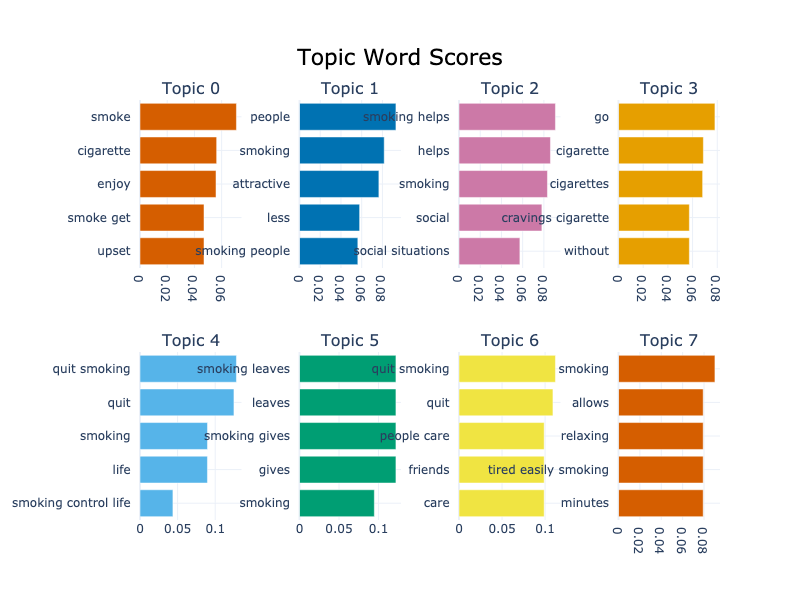 Topic Word Scores
Topic 0
smoke
cigarette
enjoy
smoke get
upset
0
0.02
0.04
0.06
Topic 1
people
smoking
attractive
less
smoking people
0
0.02
0.04
0.06
0.08
Topic 2
smoking helps
helps
smoking
social
social situations
0
0.02
0.04
0.06
0.08
Topic 3
go
cigarette
cigarettes
cravings cigarette
without
0
0.02
0.04
0.06
0.08
Topic 4
quit smoking
quit
smoking
life
smoking control life
0
0.05
0.1
Topic 5
smoking leaves
leaves
smoking gives
gives
smoking
0
0.05
0.1
Topic 6
quit smoking
quit
people care
friends
care
0
0.05
0.1
Topic 7
smoking
allows
relaxing
tired easily smoking
minutes
0
0.02
0.04
0.06
0.08